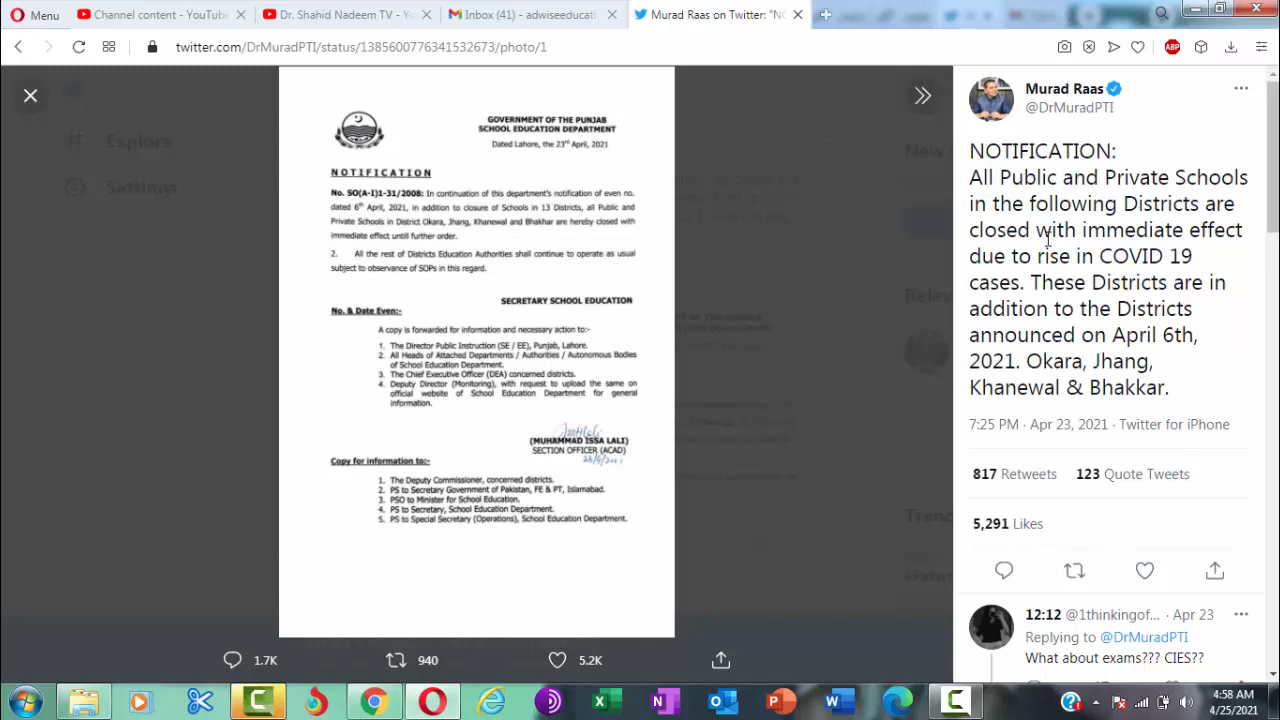 Menu
Channel content - YouTube
Dr. Shahid Nadeem TV - Y
Inbox (41) - adwiseeducati
Murad Raas on Twitter: "NO
twitter.com/DrMuradPTI/status/1385600776341532673/photo/1
ABP
Explore
Settings
GOVERNMENT OF THE PUNJAB
SCHOOL EDUCATION DEPARTMENT
Dated Lahore, the 23rd April, 2021
NOTIFICATION
No. SO(A-I)1-31/2008: In continuation of this department's notification of even no.
dated 6th April, 2021, in addition to closure of Schools in 13 Districts, all Public and
Private Schools in District Okara, Jhang, Khanewal and Bhakhar are hereby closed with
immediate effect untill further order.
2. All the rest of Districts Education Authorities shall continue to operate as usual
subject to observance of SOPs in this regard.
SECRETARY SCHOOL EDUCATION
No. & Date Even:-
A copy is forwarded for information and necessary action to:-
1. The Director Public Instruction (SE / EE), Punjab, Lahore.
2. All Heads of Attached Departments / Authorities / Autonomous Bodies
of School Education Department.
3. The Chief Executive Officer (DEA) concerned districts.
4. Deputy Director (Monitoring), with request to upload the same on
official website of School Education Department for general
information.
(MUHAMMAD ISSA LALI)
SECTION OFFICER (ACAD)
23/4/2021
Copy for information to:-
1. The Deputy Commissioner, concerned districts.
2. PS to Secretary Government of Pakistan, FE & PT, Islamabad.
3. PSO to Minister for School Education.
4. PS to Secretary, School Education Department.
5. PS to Special Secretary (Operations), School Education Department.
1.7K
940
5.2K
Murad Raas
@DrMuradPTI
NOTIFICATION:
All Public and Private Schools
in the following Districts are
closed with immediate effect
due to rise in COVID 19
cases. These Districts are in
addition to the Districts
announced on April 6th,
2021. Okara, Jhang,
Khanewal & Bhakkar.
7:25 PM · Apr 23, 2021 · Twitter for iPhone
817 Retweets 123 Quote Tweets
5,291 Likes
12:12 @1thinkingof... · Apr 23
Replying to @DrMuradPTI
What about exams??? CIES??
4:58 AM
4/25/2021